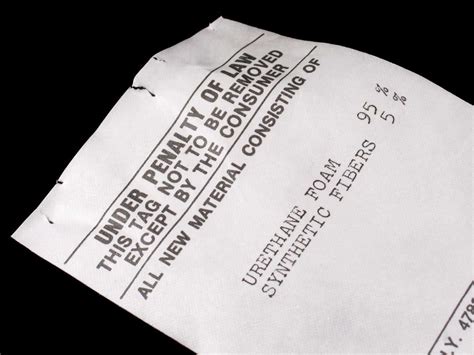 UNDER PENALTY OF LAW
THIS TAG NOT TO BE REMOVED
EXCEPT BY THE CONSUMER
ALL NEW MATERIAL CONSISTING OF
URETHANE FOAM 95 %
SYNTHETIC FIBERS 5 %